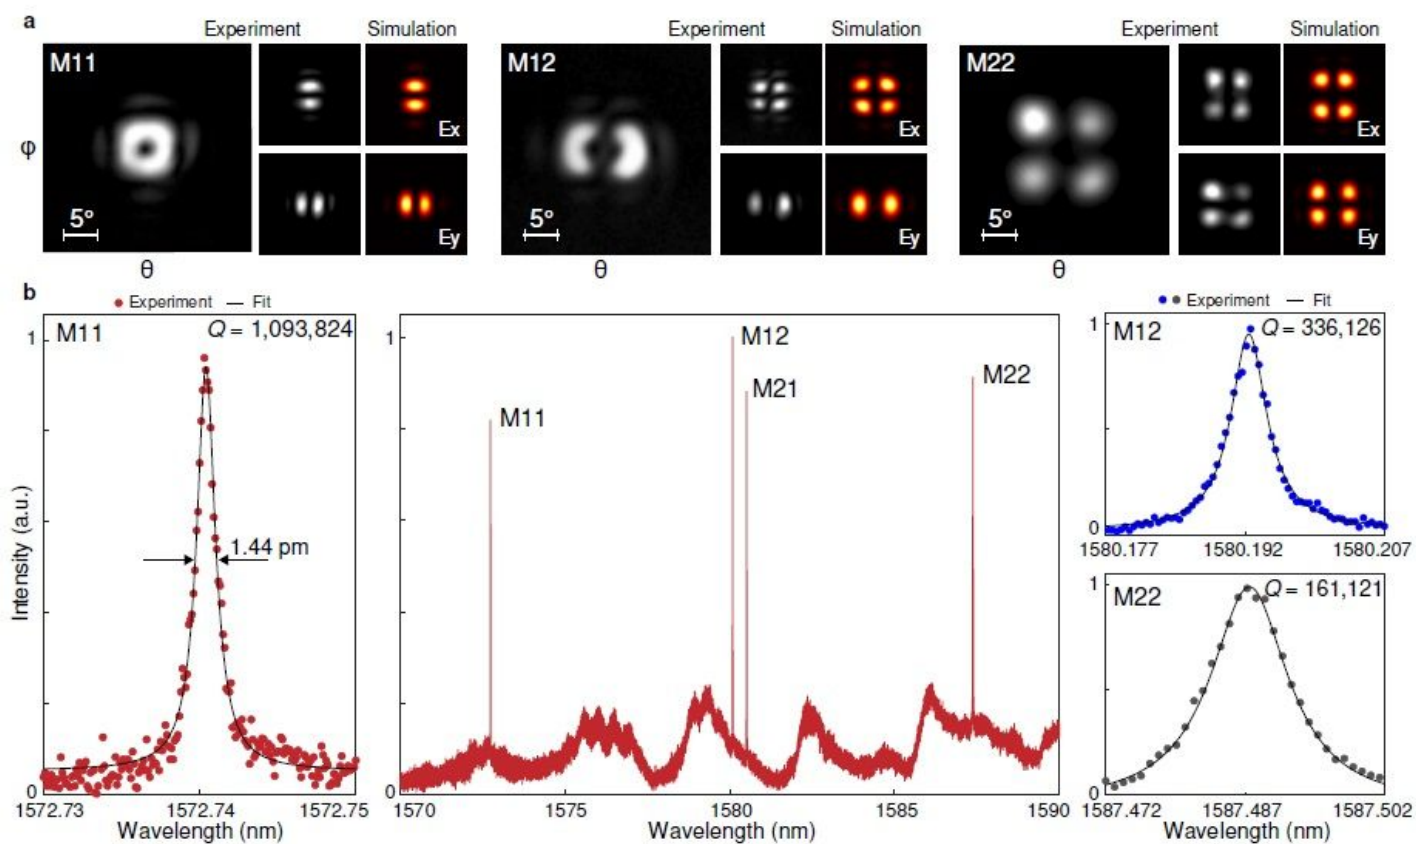 a
Experiment Simulation Experiment Simulation Experiment Simulation
M11 Ex M12 Ex M22 Ex
φ
5° Ey 5° Ey 5° Ey
θ θ θ
b
Experiment — Fit
M11 Q = 1,093,824
1
1.44 pm
Intensity (a.u.)
0
1572.73 1572.74 1572.75
Wavelength (nm)
1
M11
M12
M21
M22
0
1570 1575 1580 1585 1590
Wavelength (nm)
Experiment — Fit
M12 Q = 336,126
1
0
1580.177 1580.192 1580.207
M22 Q = 161,121
1
0
1587.472 1587.487 1587.502
Wavelength (nm)